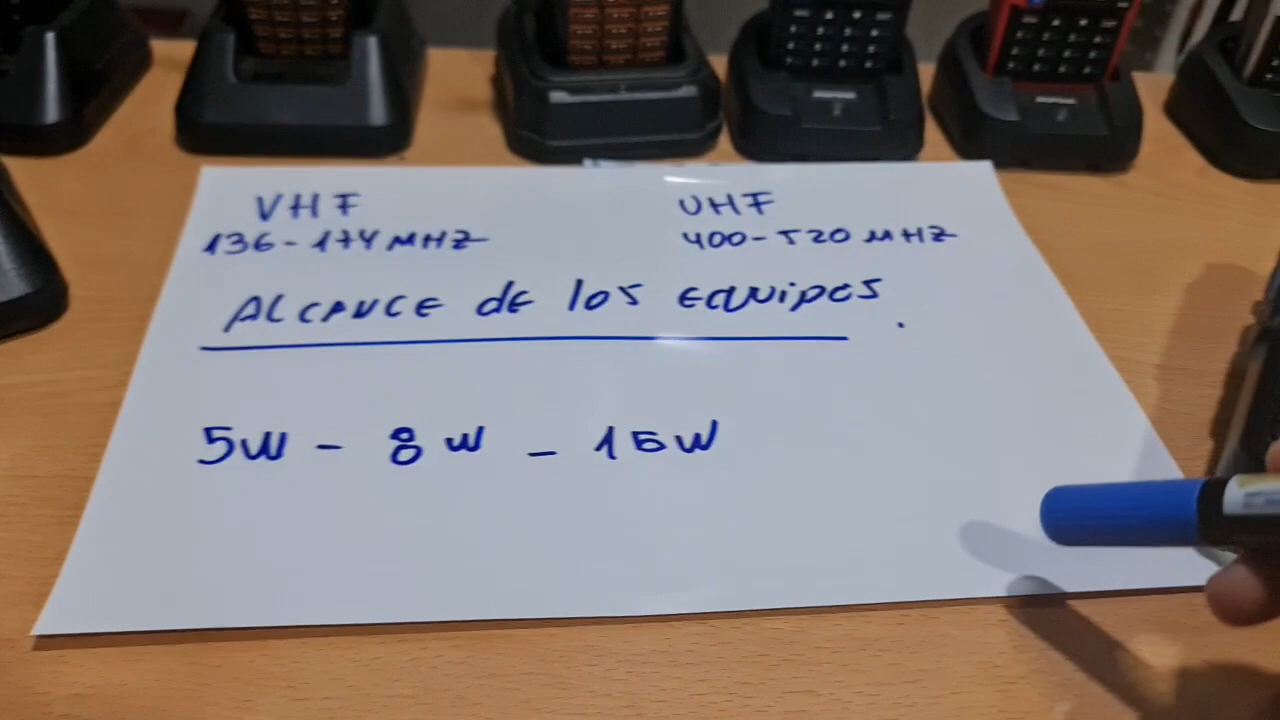 VHF UHF
136-174 MHZ 400-520 MHZ
ALCANCE de los EQUIPOS.
5W - 8W - 15W